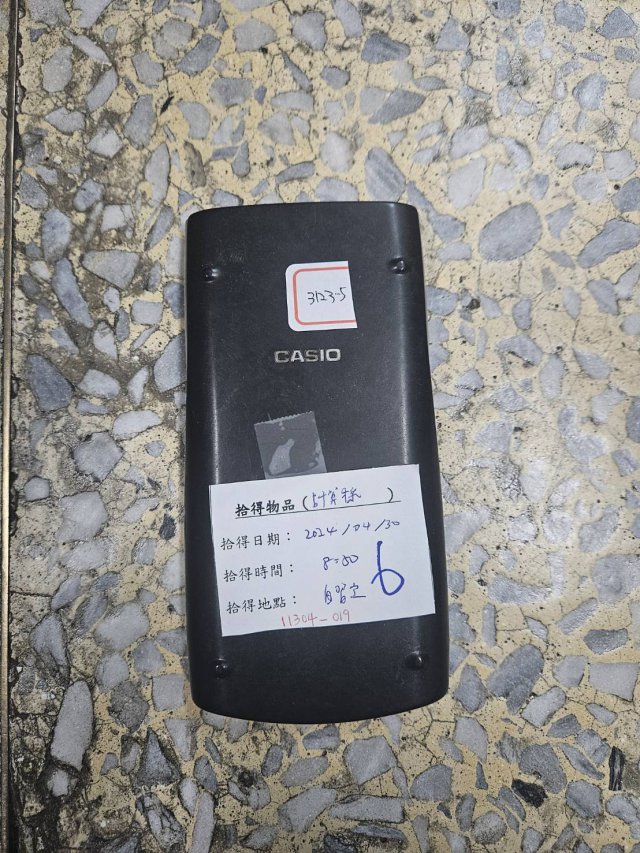 3123-5
CASIO
拾得物品(計算機)
拾得日期: 2024/04/30
拾得時間: 8:50
拾得地點: 自習室
6
11304-019